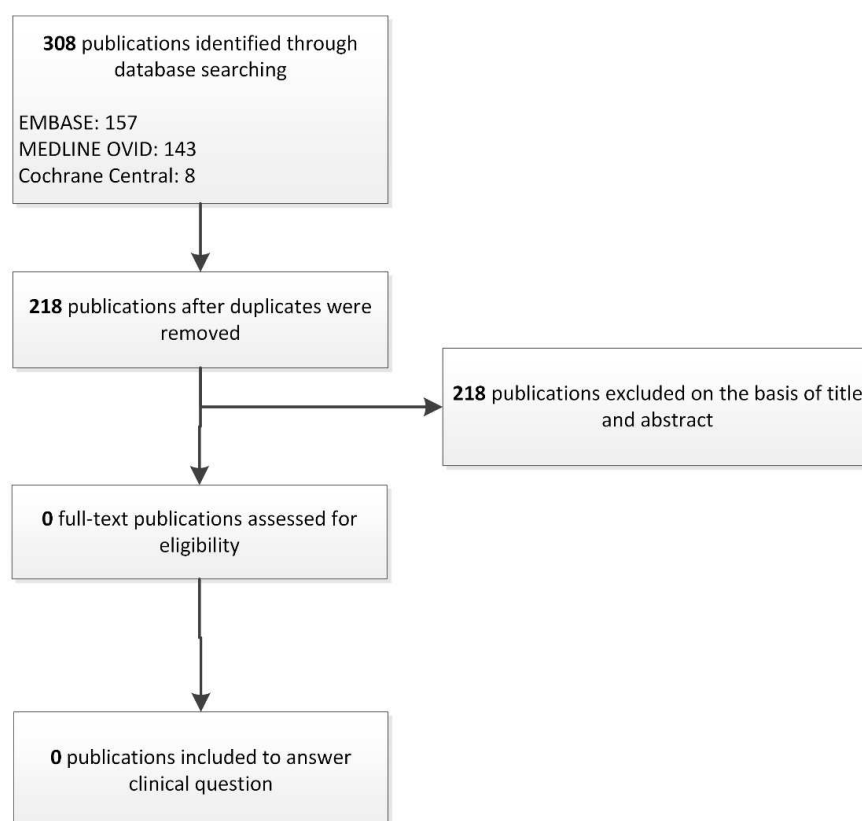 308 publications identified through
database searching
EMBASE: 157
MEDLINE OVID: 143
Cochrane Central: 8
218 publications after duplicates were
removed
218 publications excluded on the basis of title
and abstract
0 full-text publications assessed for
eligibility
0 publications included to answer
clinical question